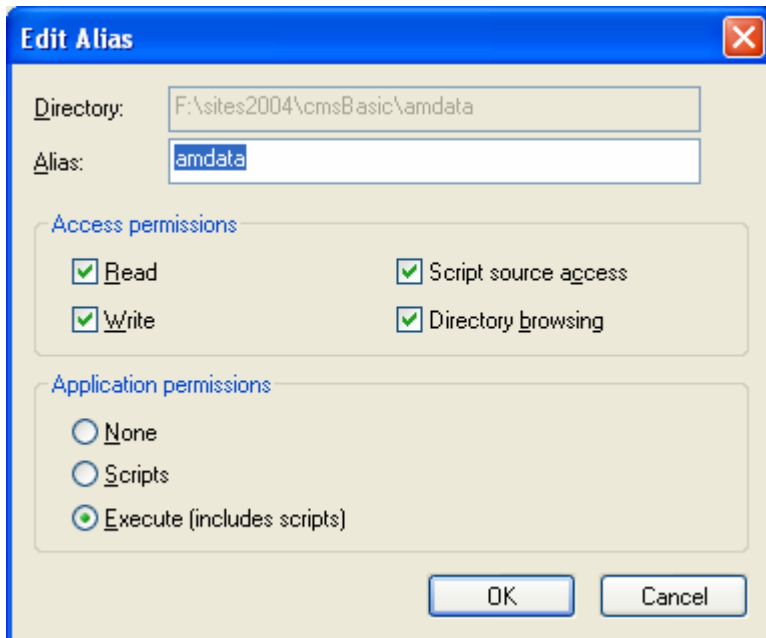 Edit Alias
Directory: F:\sites2004\cmsBasic\amdata
Alias: amdata
Access permissions
Read Script source access
Write Directory browsing
Application permissions
None
Scripts
Execute (includes scripts)
OK Cancel